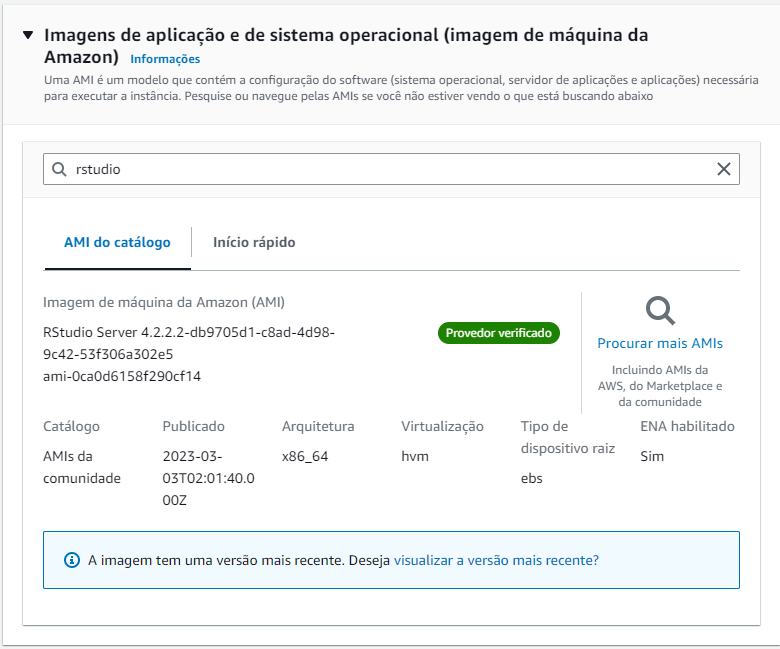 Imagens de aplicação e de sistema operacional (imagem de máquina da
Amazon) Informações
Uma AMI é um modelo que contém a configuração do software (sistema operacional, servidor de aplicações e aplicações) necessária
para executar a instância. Pesquise ou navegue pelas AMIs se você não estiver vendo o que está buscando abaixo
rstudio
AMI do catálogo
Início rápido
Imagem de máquina da Amazon (AMI)
RStudio Server 4.2.2.2-db9705d1-c8ad-4d98-
9c42-53f306a302e5
ami-0ca0d6158f290cf14
Provedor verificado
Procurar mais AMIs
Incluindo AMIs da
AWS, do Marketplace e
da comunidade
Catálogo
AMIs da
comunidade
Publicado
2023-03-
03T02:01:40.0
00Z
Arquitetura
x86_64
Virtualização
hvm
Tipo de
dispositivo raiz
ebs
ENA habilitado
Sim
A imagem tem uma versão mais recente. Deseja visualizar a versão mais recente?